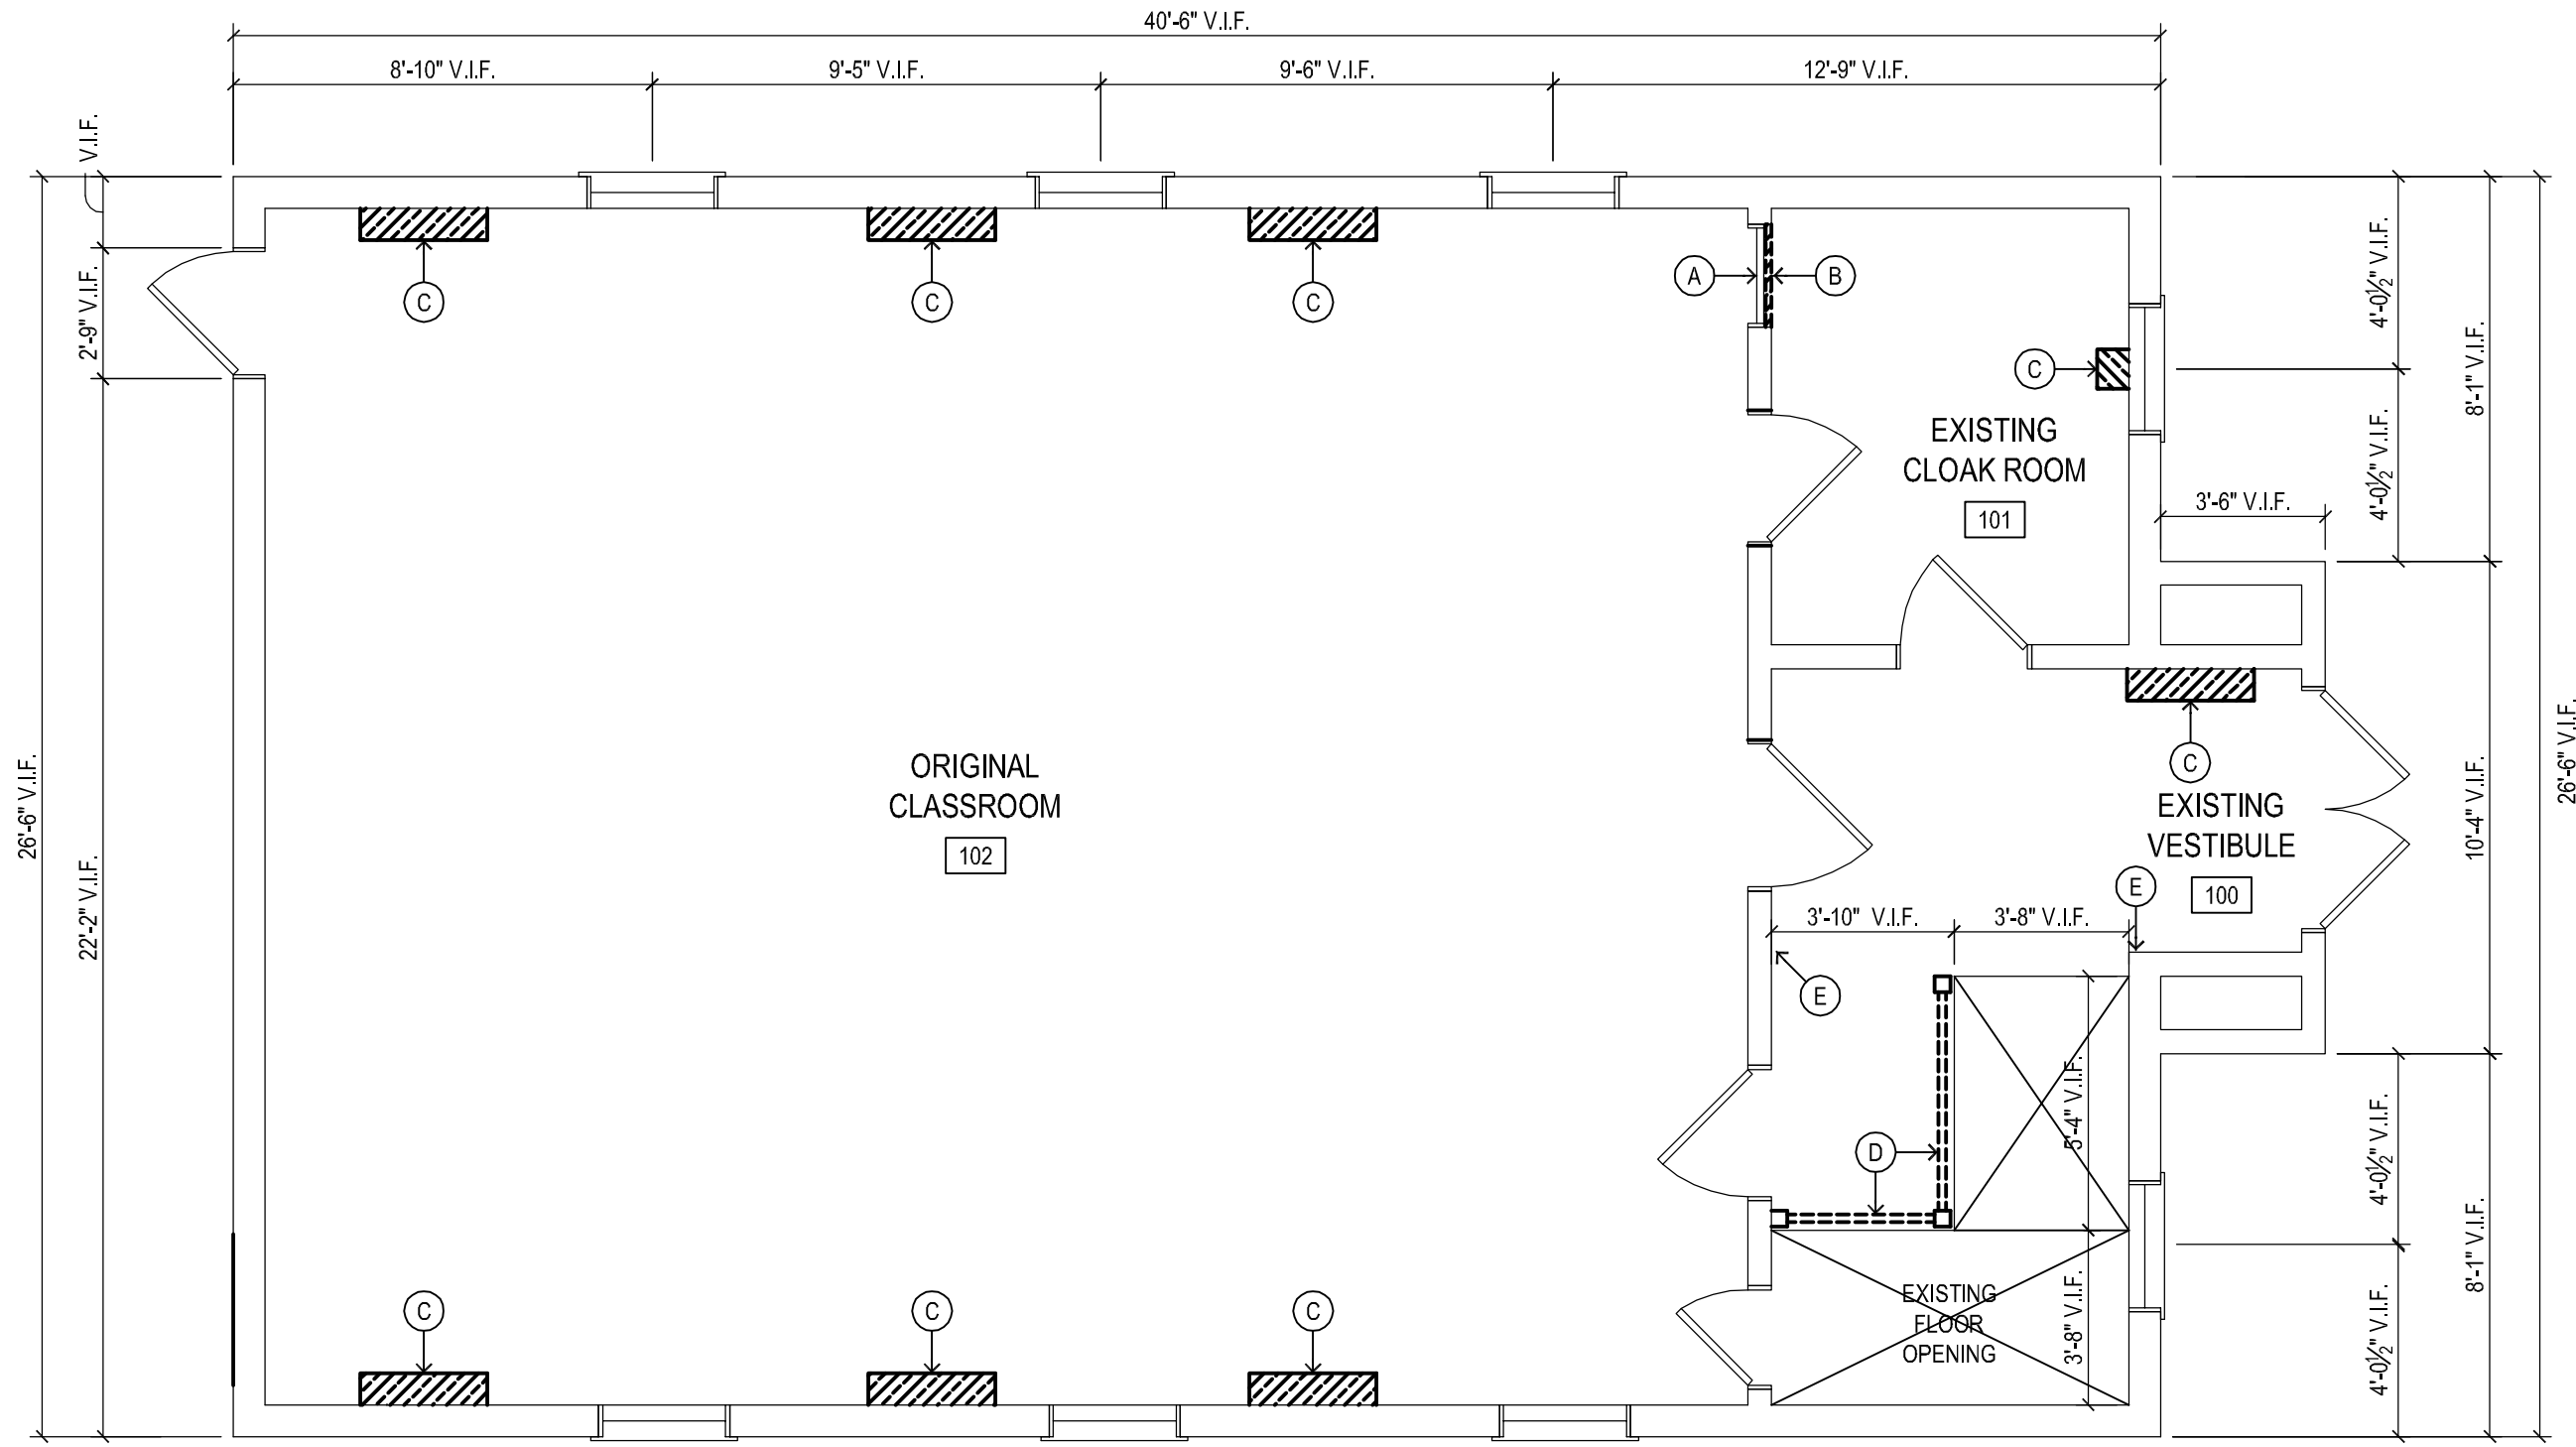 40'-6" V.I.F.
8'-10" V.I.F.
9'-5" V.I.F.
9'-6" V.I.F.
12'-9" V.I.F.
V.I.F.
2'-9" V.I.F.
26'-6" V.I.F.
22'-2" V.I.F.
C
C
C
A
B
C
EXISTING
CLOAK ROOM
101
4'-0½" V.I.F.
8'-1" V.I.F.
4'-0½" V.I.F.
3'-6" V.I.F.
26'-6" V.I.F.
10'-4" V.I.F.
ORIGINAL
CLASSROOM
102
C
EXISTING
VESTIBULE
100
E
3'-10" V.I.F.
3'-8" V.I.F.
E
D
5'-4" V.I.F.
EXISTING
FLOOR
OPENING
3'-8" V.I.F.
4'-0½" V.I.F.
8'-1" V.I.F.
4'-0½" V.I.F.
C
C
C